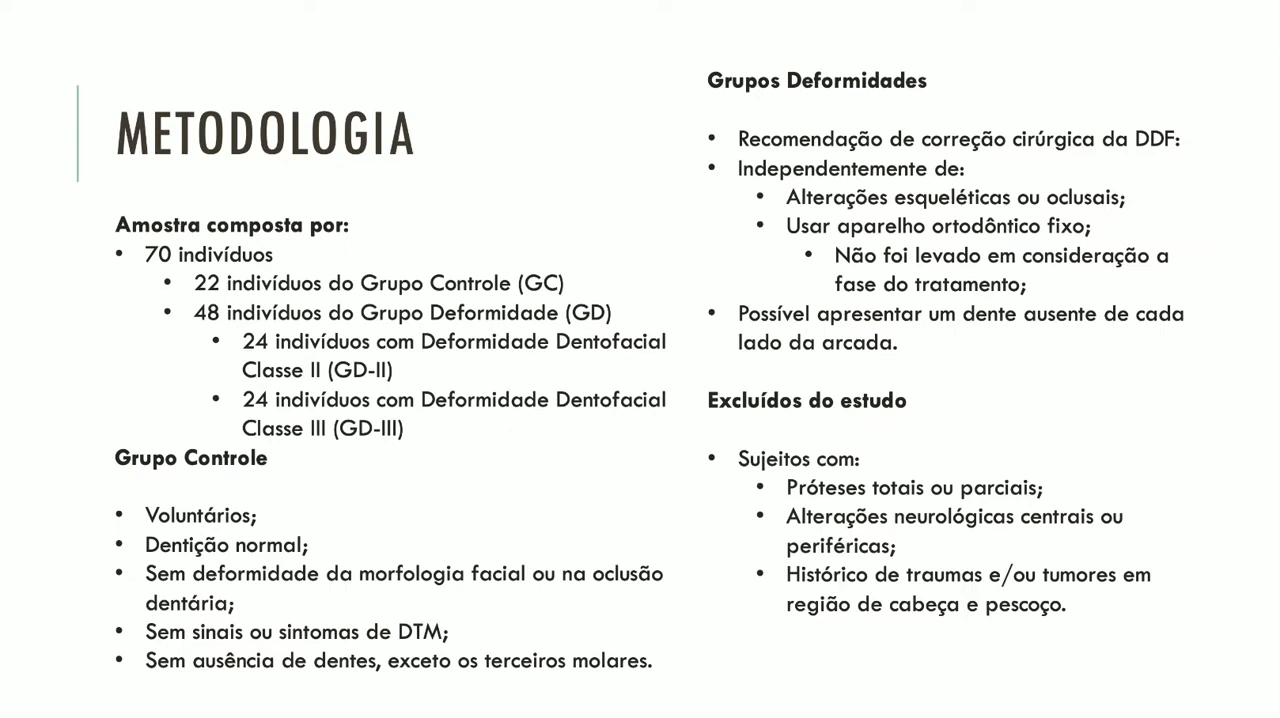 METODOLOGIA
Amostra composta por:
• 70 indivíduos
• 22 indivíduos do Grupo Controle (GC)
• 48 indivíduos do Grupo Deformidade (GD)
• 24 indivíduos com Deformidade Dentofacial
Classe II (GD-II)
• 24 indivíduos com Deformidade Dentofacial
Classe III (GD-III)
Grupo Controle
• Voluntários;
• Dentição normal;
• Sem deformidade da morfologia facial ou na oclusão
dentária;
• Sem sinais ou sintomas de DTM;
• Sem ausência de dentes, exceto os terceiros molares.
Grupos Deformidades
• Recomendação de correção cirúrgica da DDF:
• Independentemente de:
• Alterações esqueléticas ou oclusais;
• Usar aparelho ortodôntico fixo;
• Não foi levado em consideração a
fase do tratamento;
• Possível apresentar um dente ausente de cada
lado da arcada.
Excluídos do estudo
• Sujeitos com:
• Próteses totais ou parciais;
• Alterações neurológicas centrais ou
periféricas;
• Histórico de traumas e/ou tumores em
região de cabeça e pescoço.